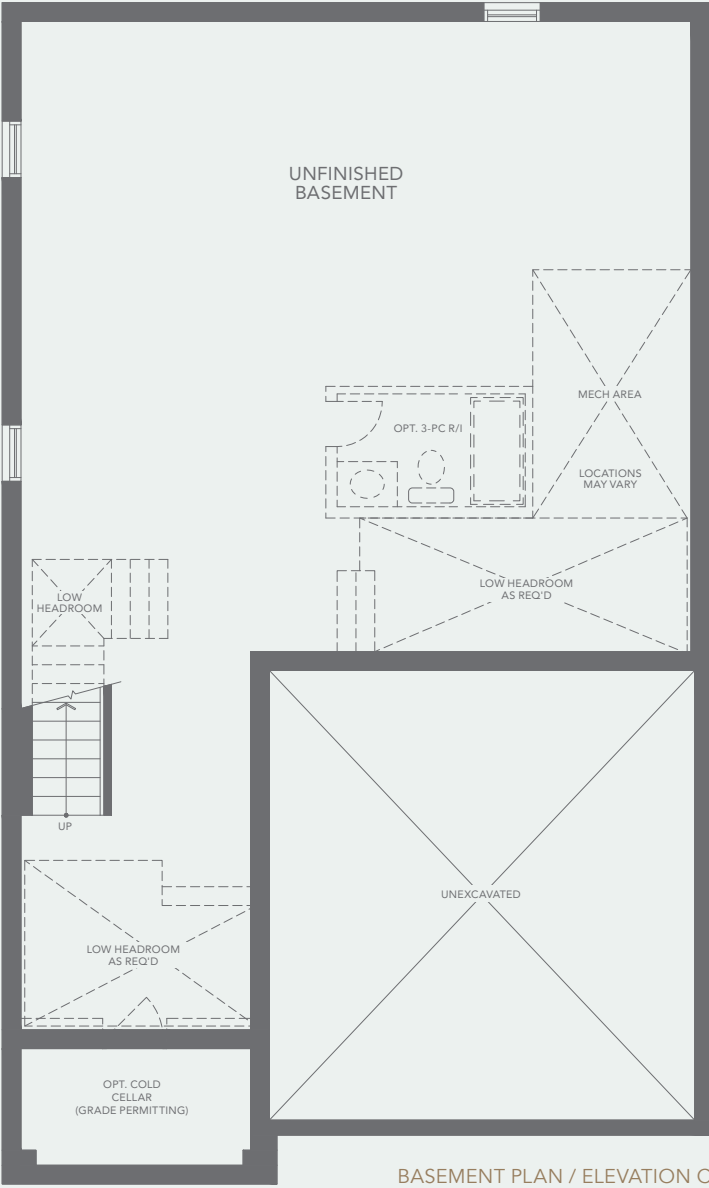 UNFINISHED
BASEMENT
MECH AREA
OPT. 3-PC R/I
LOCATIONS
MAY VARY
LOW HEADROOM
AS REQ'D
LOW
HEADROOM
UP
UNEXCAVATED
LOW HEADROOM
AS REQ'D
OPT. COLD
CELLAR
(GRADE PERMITTING)
BASEMENT PLAN / ELEVATION C